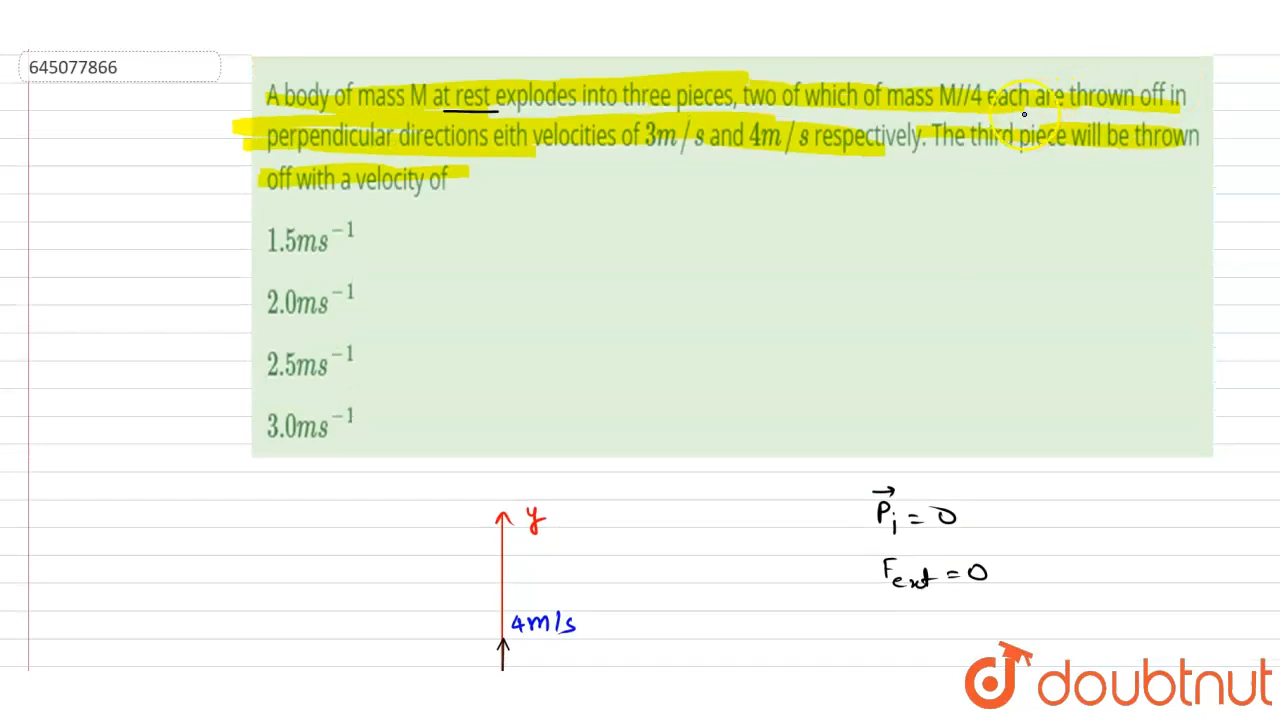 645077866
A body of mass M at rest explodes into three pieces, two of which of mass M//4 each are thrown off in
perpendicular directions eith velocities of 3m/s and 4m/s respectively. The third piece will be thrown
off with a velocity of
1.5ms⁻¹
2.0ms⁻¹
2.5ms⁻¹
3.0ms⁻¹
y
P⃗i = 0
Fext = 0
4m/s
doubtnut